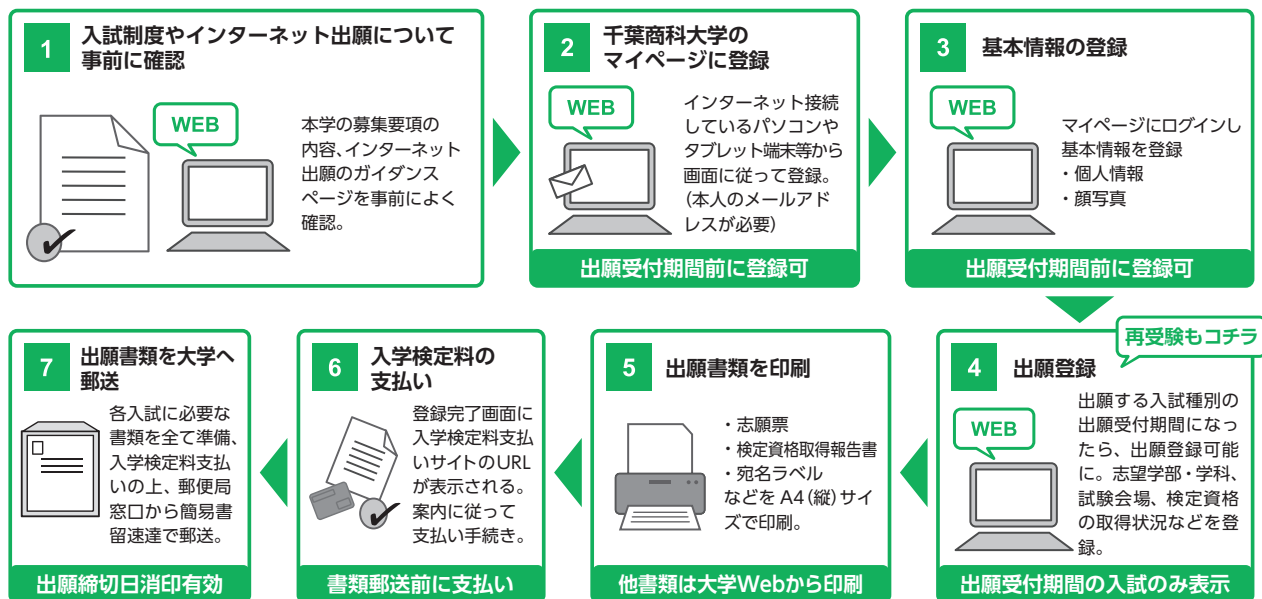 1
入試制度やインターネット出願について
事前に確認
WEB
本学の募集要項の
内容、インターネット
出願のガイダンス
ページを事前によく
確認。
2
千葉商科大学の
マイページに登録
WEB
インターネット接続
しているパソコンや
タブレット端末等から
画面に従って登録。
(本人のメールアド
レスが必要)
出願受付期間前に登録可
3
基本情報の登録
WEB
マイページにログインし
基本情報を登録
・個人情報
・顔写真
出願受付期間前に登録可
再受験もコチラ
4
出願登録
WEB
出願する入試種別の
出願受付期間になっ
たら、出願登録可能
に。志望学部・学科、
試験会場、検定資格
の取得状況などを登
録。
出願受付期間の入試のみ表示
5
出願書類を印刷
・志願票
・検定資格取得報告書
・宛名ラベル
などを A4(縦)サイ
ズで印刷。
他書類は大学Webから印刷
6
入学検定料の
支払い
登録完了画面に
入学検定料支払
いサイトのURL
が表示される。
案内に従って
支払い手続き。
書類郵送前に支払い
7
出願書類を大学へ
郵送
各入試に必要な
書類を全て準備、
入学検定料支払
いの上、郵便局
窓口から簡易書
留速達で郵送。
出願締切日消印有効